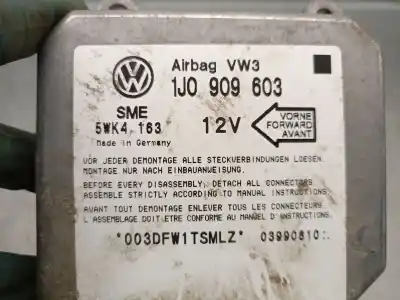 Airbag VW3
1J0 909 603
SME
5WK4 163
12V
VORNE
FORWARD
AVANT
Made in Germany
VOR JEDER DEMONTAGE ALLE STECKVERBINDUNGEN LOESEN.
MONTAGE NUR NACH EINBAUANWEISUNG.
BEFORE EVERY DISASSEMBLY, DETACH ALL CONNECTORS
ASSEMBLE STRICTLY ACCORDING TO MANUAL INSTRUCTIONS
AVANT TOUT DEMONTAGE ENLEVER TOUS LES CONNECTEURS
L ASSEMBLAGE DOIT ETRE CONFORME AU MANUEL D'INSTRUCTIONS
*003DFW1TSMLZ* 03990810